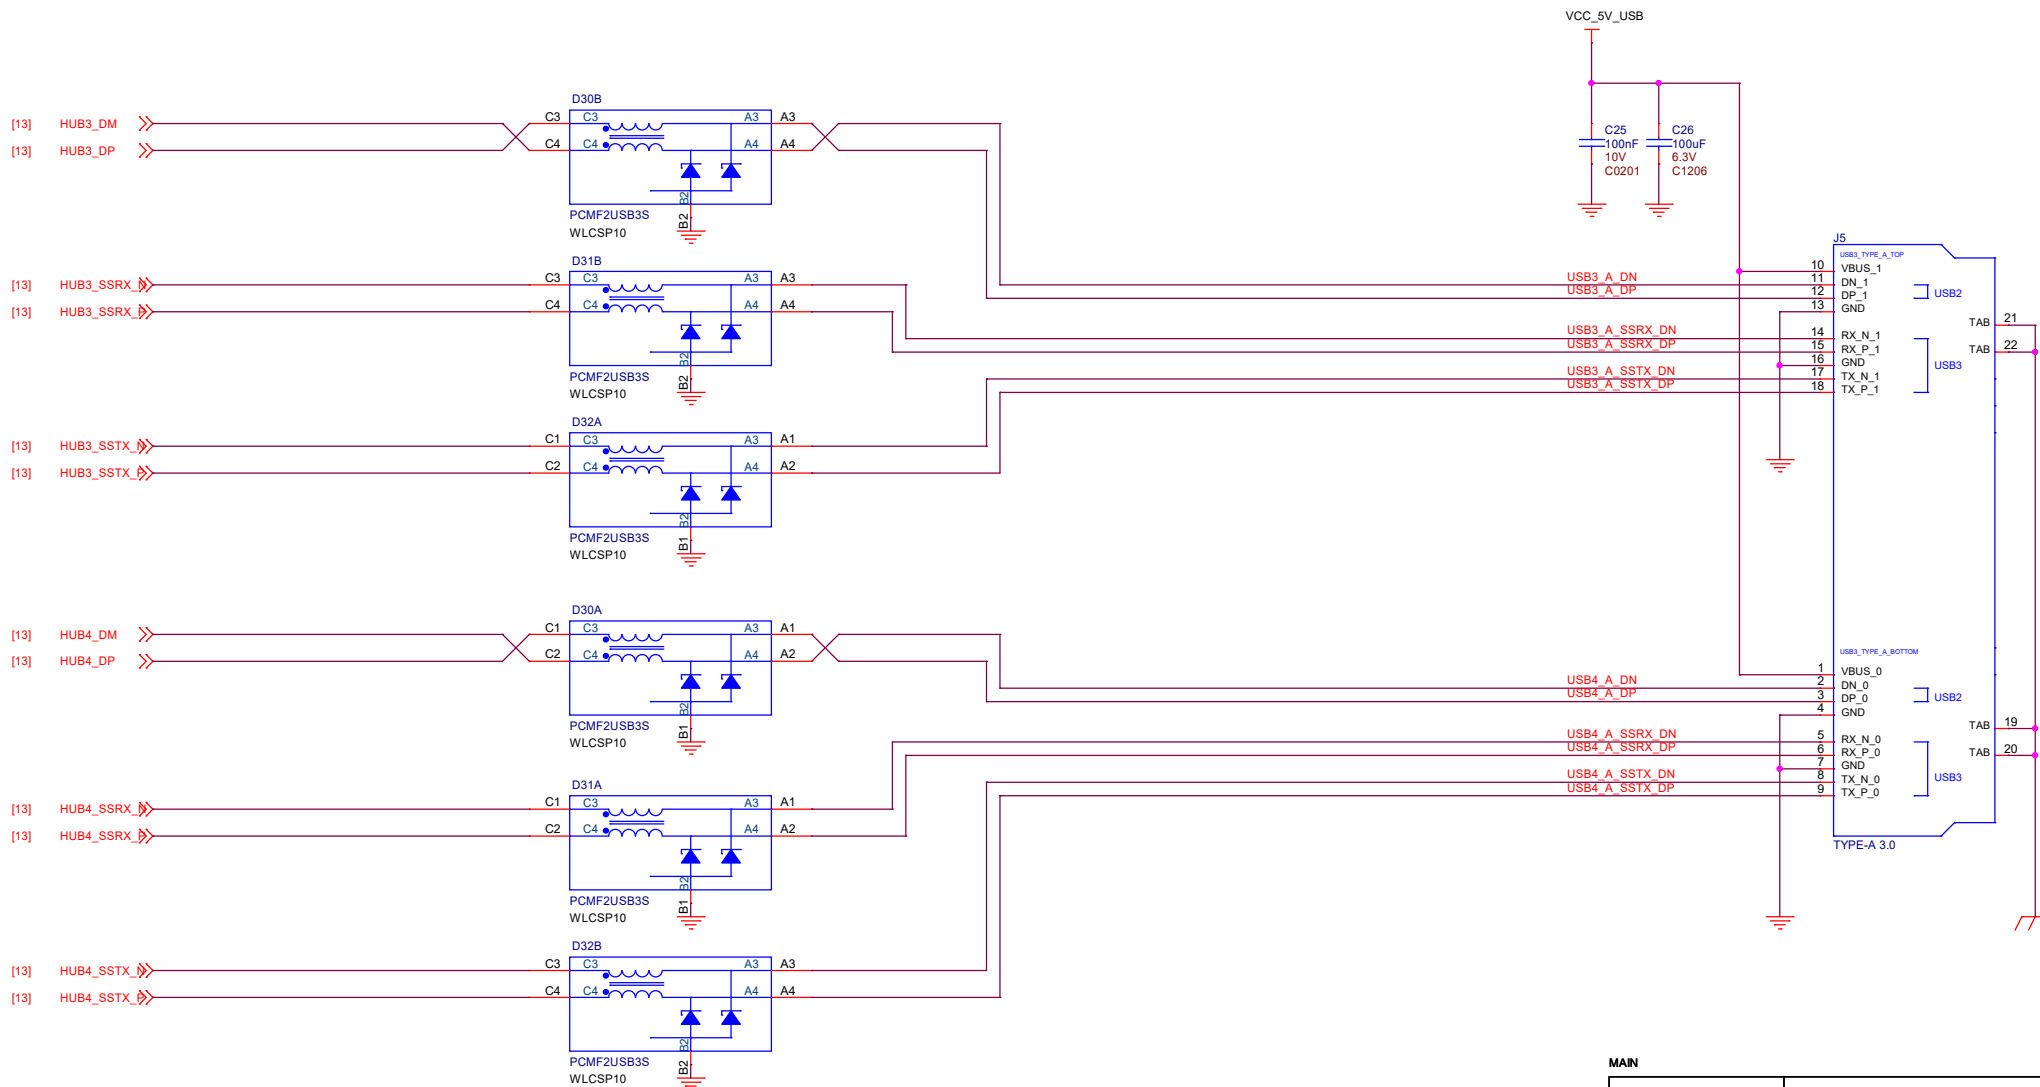 VCC_5V_USB
C25
100nF
10V
C0201
C26
100uF
6.3V
C1206
D30B
[13] HUB3_DM C3 C3 A3 A3
[13] HUB3_DP C4 C4 A4 A4
B2
B2
PCMF2USB3S
WLCSP10
D31B
[13] HUB3_SSRX_N C3 C3 A3 A3
[13] HUB3_SSRX_P C4 C4 A4 A4
B2
B2
PCMF2USB3S
WLCSP10
D32A
[13] HUB3_SSTX_N C1 C3 A3 A1
[13] HUB3_SSTX_P C2 C4 A4 A2
B2
B1
PCMF2USB3S
WLCSP10
D30A
[13] HUB4_DM C1 C3 A3 A1
[13] HUB4_DP C2 C4 A4 A2
B2
B1
PCMF2USB3S
WLCSP10
D31A
[13] HUB4_SSRX_N C1 C3 A3 A1
[13] HUB4_SSRX_P C2 C4 A4 A2
B2
B1
PCMF2USB3S
WLCSP10
D32B
[13] HUB4_SSTX_N C3 C3 A3 A3
[13] HUB4_SSTX_P C4 C4 A4 A4
B2
B2
PCMF2USB3S
WLCSP10
J5
USB3_TYPE_A_TOP
10 VBUS_1
USB3_A_DN 11 DN_1
USB3_A_DP 12 DP_1
USB2
13 GND
USB3_A_SSRX_DN 14 RX_N_1
USB3_A_SSRX_DP 15 RX_P_1
16 GND
USB3
USB3_A_SSTX_DN 17 TX_N_1
USB3_A_SSTX_DP 18 TX_P_1
TAB 21
TAB 22
USB3_TYPE_A_BOTTOM
1 VBUS_0
USB4_A_DN 2 DN_0
USB4_A_DP 3 DP_0
USB2
4 GND
USB4_A_SSRX_DN 5 RX_N_0
USB4_A_SSRX_DP 6 RX_P_0
7 GND
USB3
USB4_A_SSTX_DN 8 TX_N_0
USB4_A_SSTX_DP 9 TX_P_0
TAB 19
TAB 20
TYPE-A 3.0
MAIN